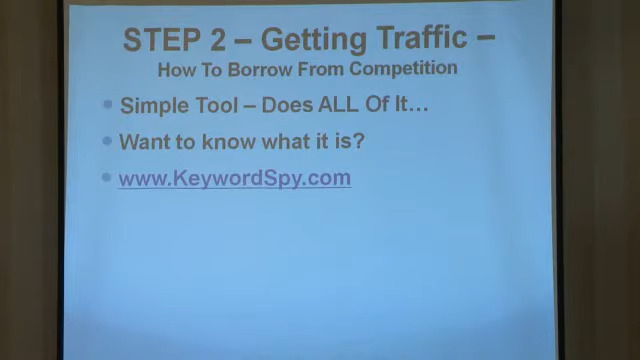 STEP 2 – Getting Traffic –
How To Borrow From Competition
Simple Tool – Does ALL Of It…
Want to know what it is?
www.KeywordSpy.com